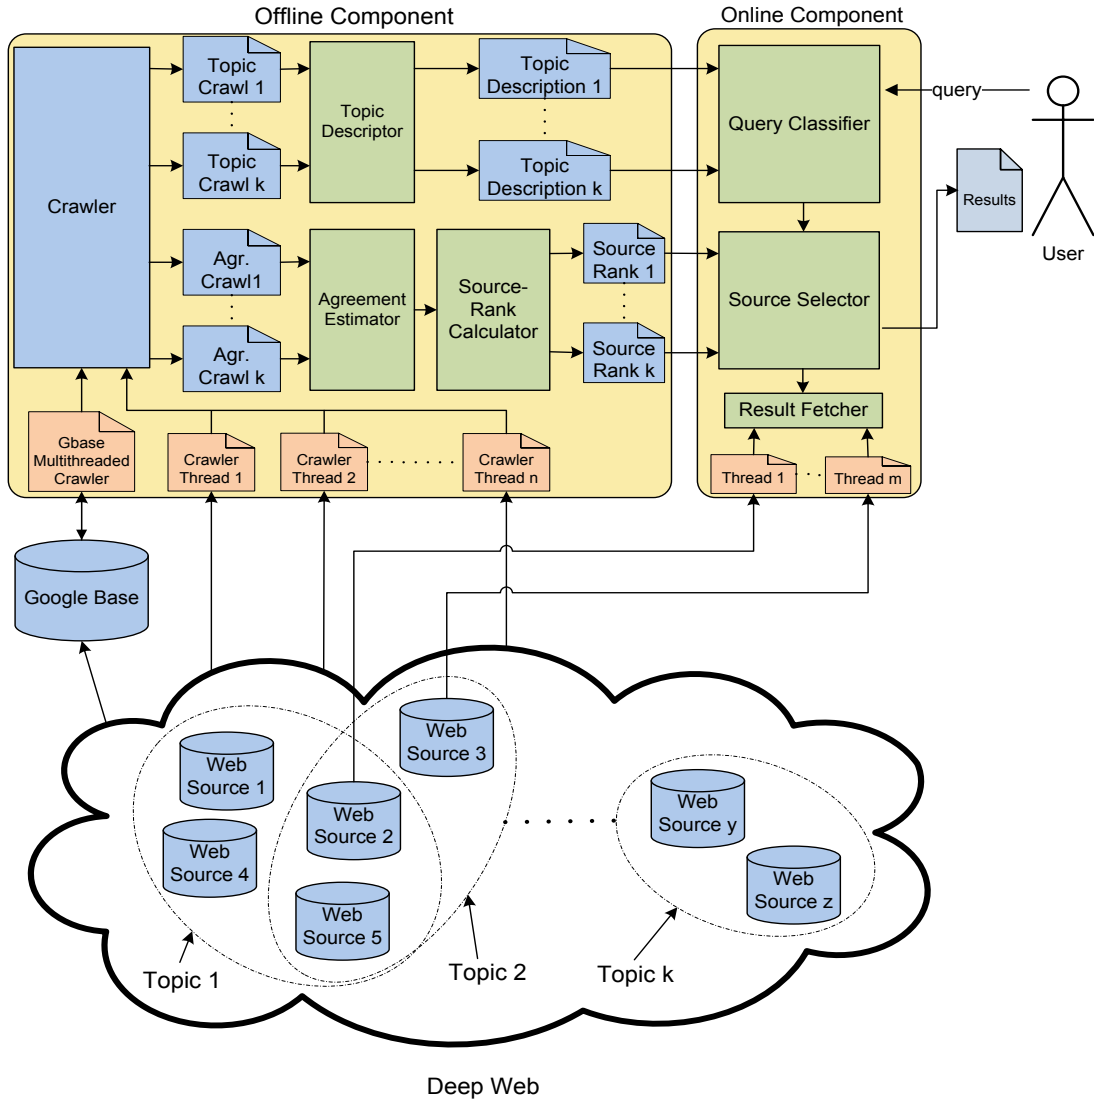 Offline Component
Online Component
Crawler
Topic
Crawl 1
Topic
Crawl k
Topic
Descriptor
Topic
Description 1
Topic
Description k
Agr.
Crawl1
Agr.
Crawl k
Agreement
Estimator
Source-
Rank
Calculator
Source
Rank 1
Source
Rank k
Query Classifier
Source Selector
Result Fetcher
query
Results
User
Gbase
Multithreaded
Crawler
Crawler
Thread 1
Crawler
Thread 2
Crawler
Thread n
Thread 1
Thread m
Google Base
Web
Source 1
Web
Source 2
Web
Source 3
Web
Source 4
Web
Source 5
Web
Source y
Web
Source z
Topic 1
Topic 2
Topic k
Deep Web